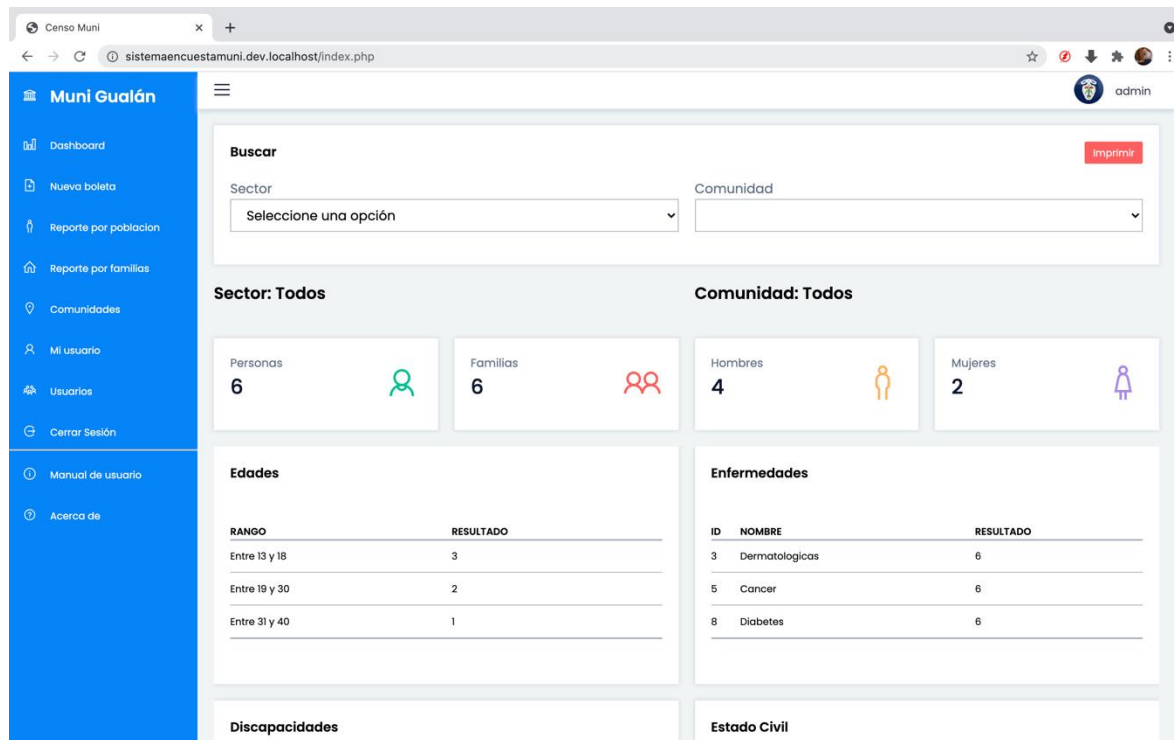 Censo Muni
sistemaencuestamuni.dev.localhost/index.php
Muni Gualán
admin
Dashboard
Nueva boleta
Reporte por poblacion
Reporte por familias
Comunidades
Mi usuario
Usuarios
Cerrar Sesión
Manual de usuario
Acerca de
Buscar
Imprimir
Sector
Comunidad
Seleccione una opción
Sector: Todos
Comunidad: Todos
Personas
6
Familias
6
Hombres
4
Mujeres
2
Edades
RANGO RESULTADO
Entre 13 y 18 3
Entre 19 y 30 2
Entre 31 y 40 1
Enfermedades
ID NOMBRE RESULTADO
3 Dermatologicas 6
5 Cancer 6
8 Diabetes 6
Discapacidades
Estado Civil